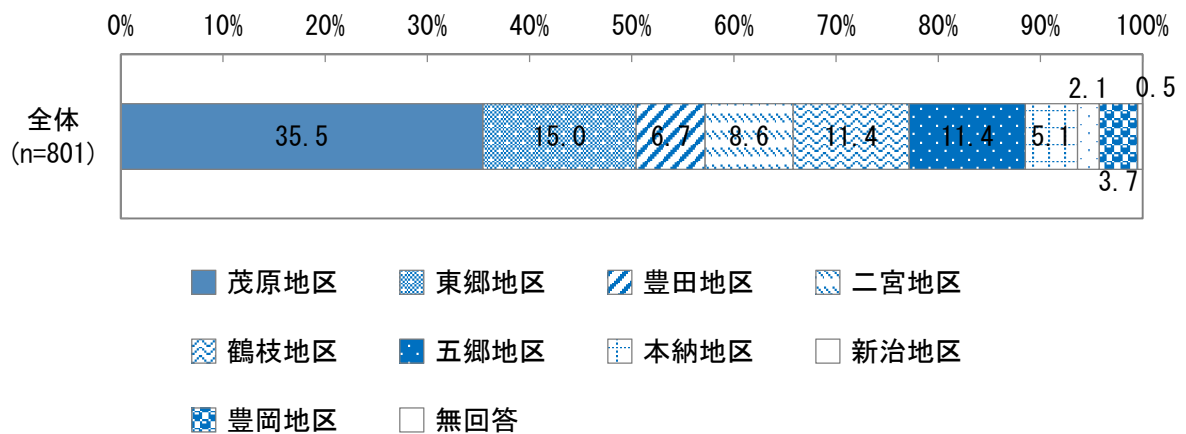 0% 10% 20% 30% 40% 50% 60% 70% 80% 90% 100%
2.1 0.5
全体
(n=801)
35.5 15.0 6.7 8.6 11.4 11.4 5.1
3.7
茂原地区 東郷地区 豊田地区 二宮地区
鶴枝地区 五郷地区 本納地区 新治地区
豊岡地区 無回答